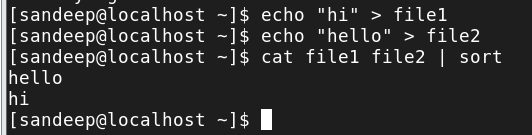 [sandeep@localhost ~]$ echo "hi" > file1
[sandeep@localhost ~]$ echo "hello" > file2
[sandeep@localhost ~]$ cat file1 file2 | sort
hello
hi
[sandeep@localhost ~]$